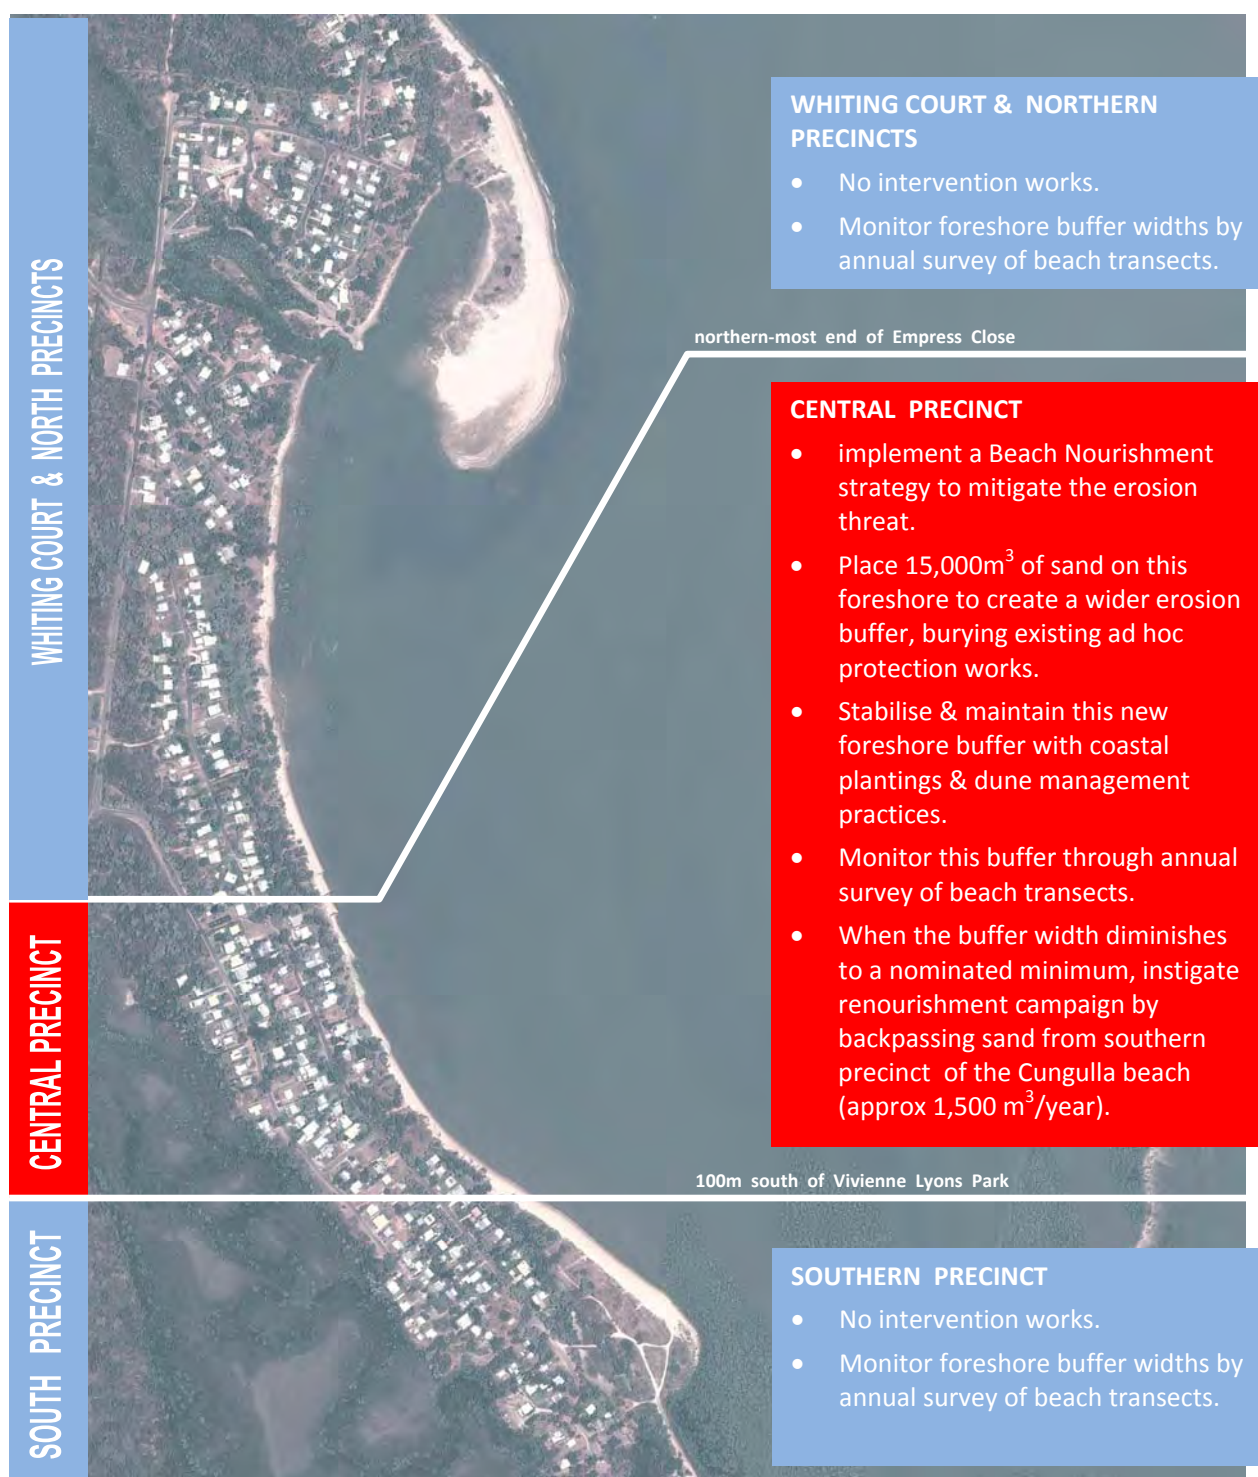 WHITING COURT & NORTH PRECINCTS
WHITING COURT & NORTHERN
PRECINCTS
• No intervention works.
• Monitor foreshore buffer widths by
annual survey of beach transects.
northern-most end of Empress Close
CENTRAL PRECINCT
CENTRAL PRECINCT
• implement a Beach Nourishment
strategy to mitigate the erosion
threat.
• Place 15,000m³ of sand on this
foreshore to create a wider erosion
buffer, burying existing ad hoc
protection works.
• Stabilise & maintain this new
foreshore buffer with coastal
plantings & dune management
practices.
• Monitor this buffer through annual
survey of beach transects.
• When the buffer width diminishes
to a nominated minimum, instigate
renourishment campaign by
backpassing sand from southern
precinct of the Cungulla beach
(approx 1,500 m³/year).
100m south of Vivienne Lyons Park
SOUTH PRECINCT
SOUTHERN PRECINCT
• No intervention works.
• Monitor foreshore buffer widths by
annual survey of beach transects.